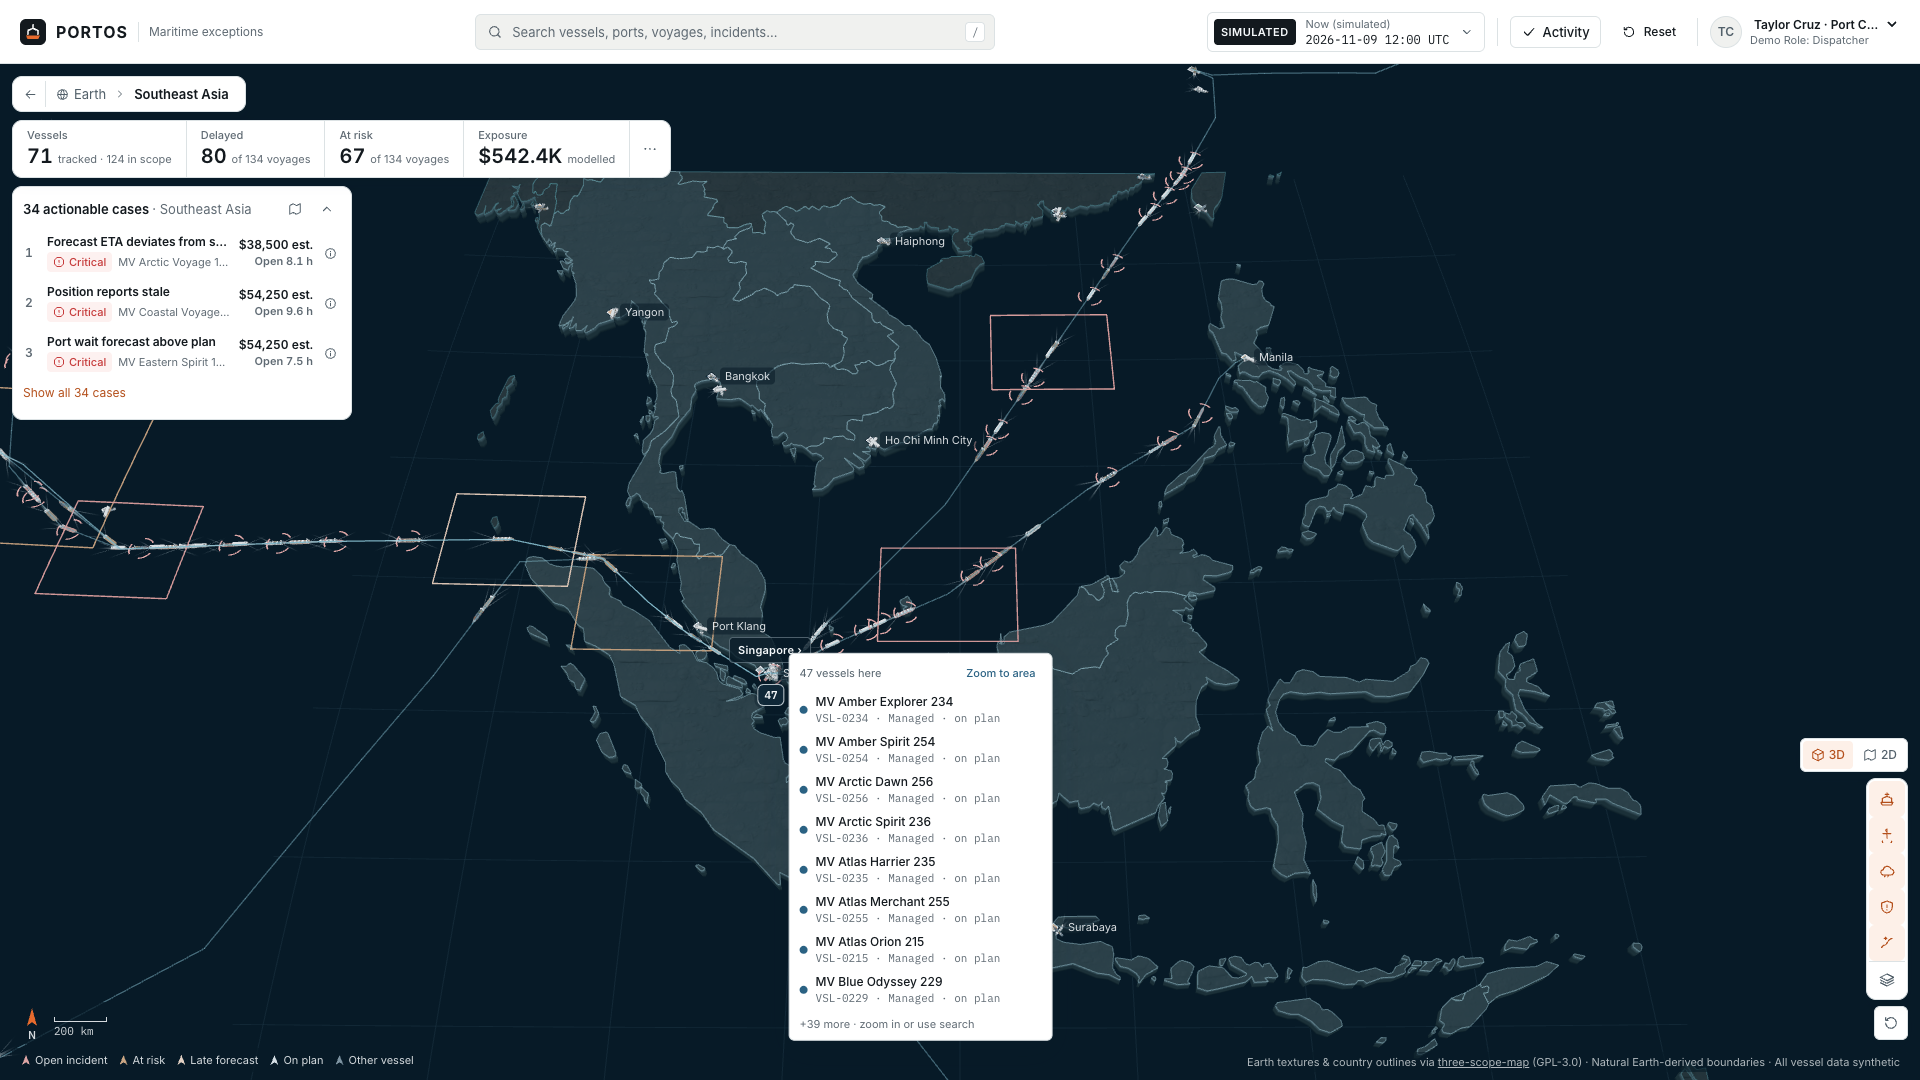 PORTOS
Maritime exceptions
Search vessels, ports, voyages, incidents...
/
SIMULATED
Now (simulated)
2026-11-09 12:00 UTC
Activity
Reset
TC
Taylor Cruz · Port C...
Demo Role: Dispatcher
Earth
Southeast Asia
Vessels
71 tracked · 124 in scope
Delayed
80 of 134 voyages
At risk
67 of 134 voyages
Exposure
$542.4K modelled
...
34 actionable cases · Southeast Asia
1
Forecast ETA deviates from s...
$38,500 est.
Critical
MV Arctic Voyage 1...
Open 8.1 h
2
Position reports stale
$54,250 est.
Critical
MV Coastal Voyage...
Open 9.6 h
3
Port wait forecast above plan
$54,250 est.
Critical
MV Eastern Spirit 1...
Open 7.5 h
Show all 34 cases
Haiphong
Yangon
Bangkok
Manila
Ho Chi Minh City
Port Klang
Singapore ›
S
47
Surabaya
47 vessels here
Zoom to area
MV Amber Explorer 234
VSL-0234 · Managed · on plan
MV Amber Spirit 254
VSL-0254 · Managed · on plan
MV Arctic Dawn 256
VSL-0256 · Managed · on plan
MV Arctic Spirit 236
VSL-0236 · Managed · on plan
MV Atlas Harrier 235
VSL-0235 · Managed · on plan
MV Atlas Merchant 255
VSL-0255 · Managed · on plan
MV Atlas Orion 215
VSL-0215 · Managed · on plan
MV Blue Odyssey 229
VSL-0229 · Managed · on plan
+39 more · zoom in or use search
3D
2D
N
200 km
Open incident
At risk
Late forecast
On plan
Other vessel
Earth textures & country outlines via three-scope-map (GPL-3.0) · Natural Earth-derived boundaries · All vessel data synthetic